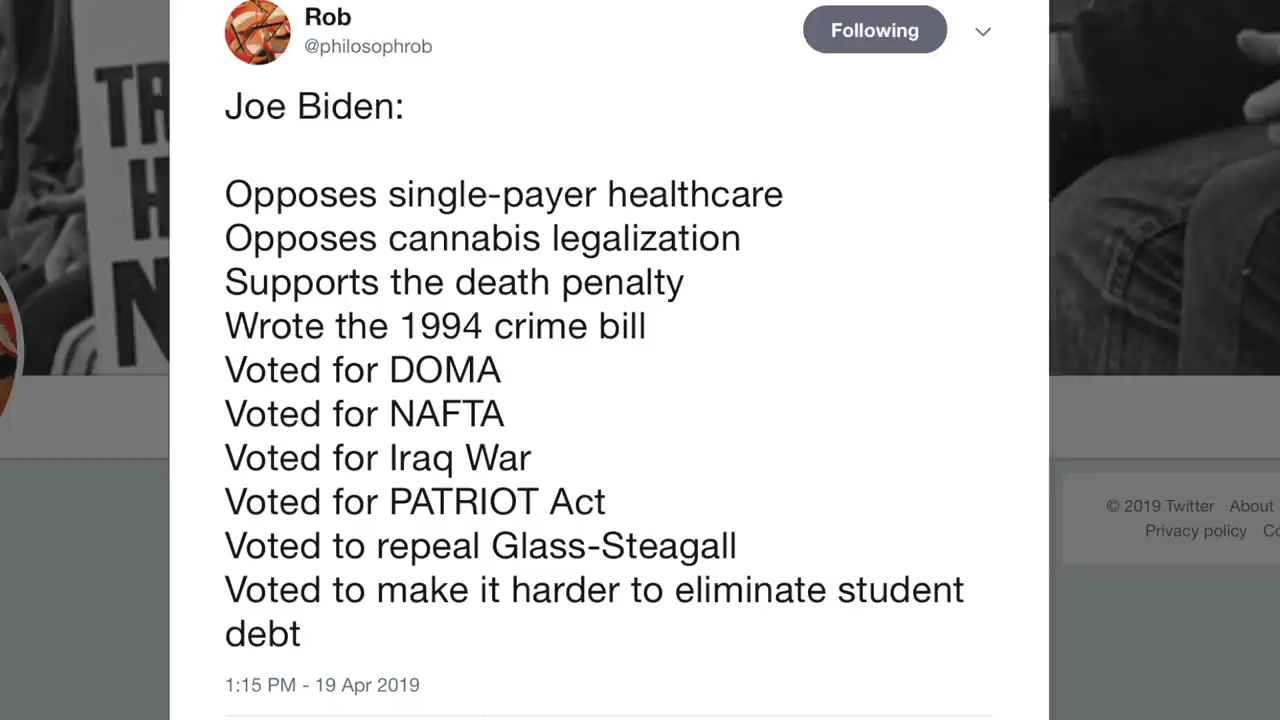 Rob
@philosophrob
Following
Joe Biden:
Opposes single-payer healthcare
Opposes cannabis legalization
Supports the death penalty
Wrote the 1994 crime bill
Voted for DOMA
Voted for NAFTA
Voted for Iraq War
Voted for PATRIOT Act
Voted to repeal Glass-Steagall
Voted to make it harder to eliminate student
debt
1:15 PM - 19 Apr 2019
© 2019 Twitter About
Privacy policy